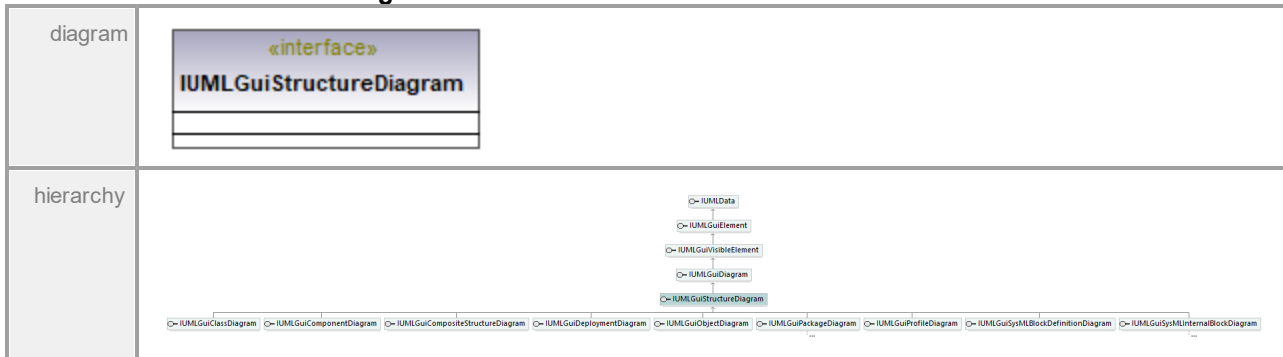 diagram
«interface»
IUMLGuiStructureDiagram
hierarchy
IUMLData
IUMLGuiElement
IUMLGuiVisibleElement
IUMLGuiDiagram
IUMLGuiStructureDiagram
IUMLGuiClassDiagram IUMLGuiComponentDiagram IUMLGuiCompositeStructureDiagram IUMLGuiDeploymentDiagram IUMLGuiObjectDiagram IUMLGuiPackageDiagram IUMLGuiProfileDiagram IUMLGuiSysMLBlockDefinitionDiagram IUMLGuiSysMLInternalBlockDiagram
... ...